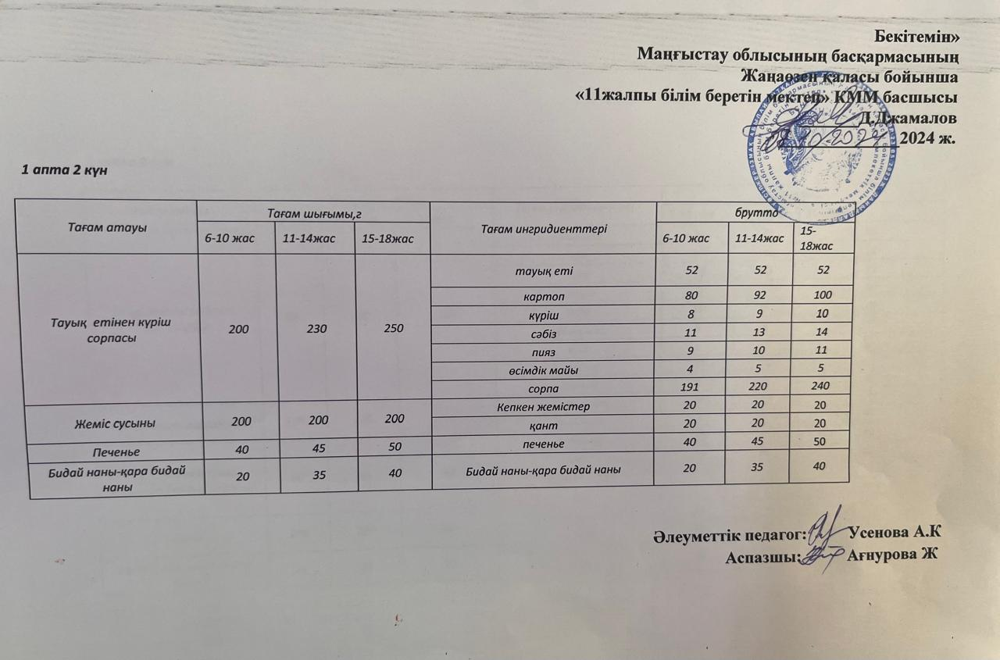 Бекітемін»
Маңғыстау облысының басқармасының
Жаңаөзен қаласы бойынша
«11жалпы білім беретін мектеп» КММ басшысы
Д.Джамалов
2024 ж.
1 апта 2 күн
Тағам атауы Тағам шығымы,г Тағам ингридиенттері брутто
6-10 жас 11-14жас 15-18жас 6-10 жас 11-14жас 15-
18жас
Тауық етінен күріш
сорпасы 200 230 250 тауық еті 52 52 52
картоп 80 92 100
күріш 8 9 10
сәбіз 11 13 14
пияз 9 10 11
өсімдік майы 4 5 5
сорпа 191 220 240
Жеміс сусыны 200 200 200 Кепкен жемістер 20 20 20
қант 20 20 20
Печенье 40 45 50 печенье 40 45 50
Бидай наны-қара бидай
наны 20 35 40 Бидай наны-қара бидай наны 20 35 40
Әлеуметтік педагог: Усенова А.К
Аспазшы: Ағнурова Ж